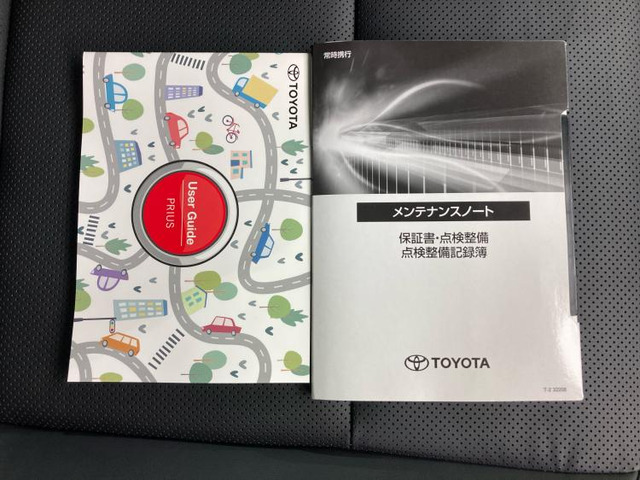 TOYOTA
User Guide
PRIUS
常時携行
メンテナンスノート
保証書・点検整備
点検整備記録簿
TOYOTA